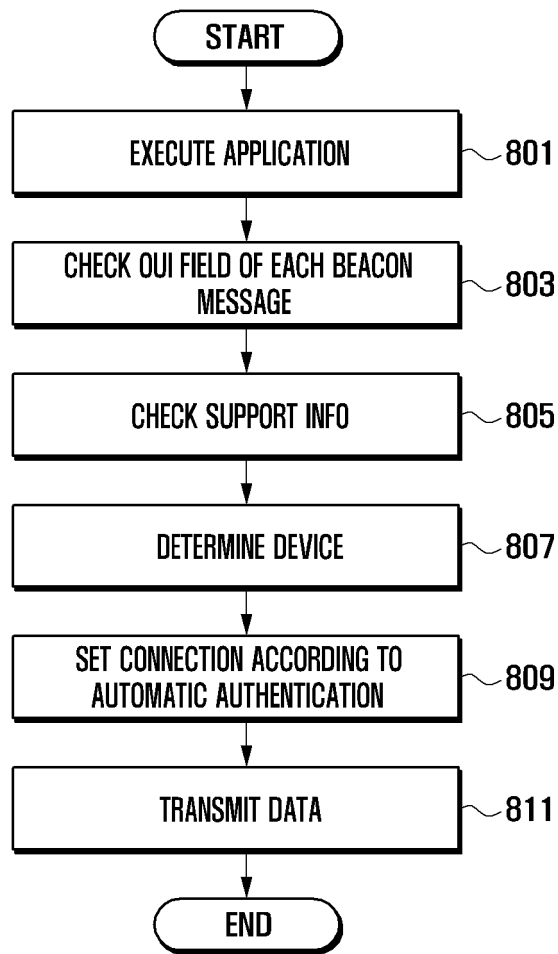 START
EXECUTE APPLICATION
801
CHECK OUI FIELD OF EACH BEACON
MESSAGE
803
CHECK SUPPORT INFO
805
DETERMINE DEVICE
807
SET CONNECTION ACCORDING TO
AUTOMATIC AUTHENTICATION
809
TRANSMIT DATA
811
END